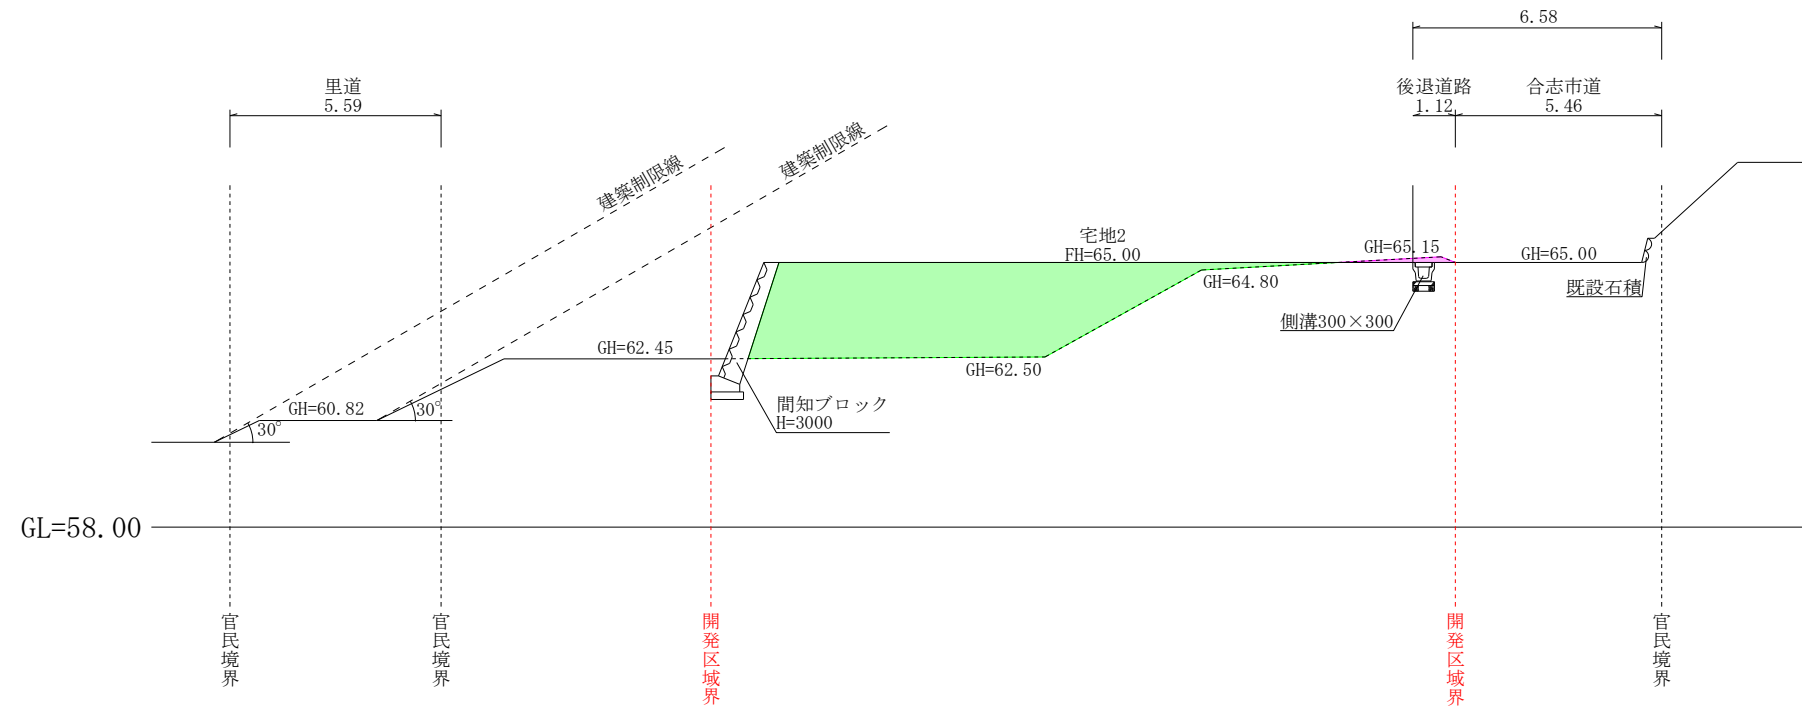 6.58
里道
5.59
後退道路
1.12
合志市道
5.46
建築制限線
建築制限線
宅地2
FH=65.00
GH=65.15
GH=65.00
GH=64.80
既設石積
側溝300×300
GH=62.45
GH=62.50
間知ブロック
H=3000
GH=60.82
30°
30°
GL=58.00
官民境界
官民境界
開発区域界
開発区域界
官民境界